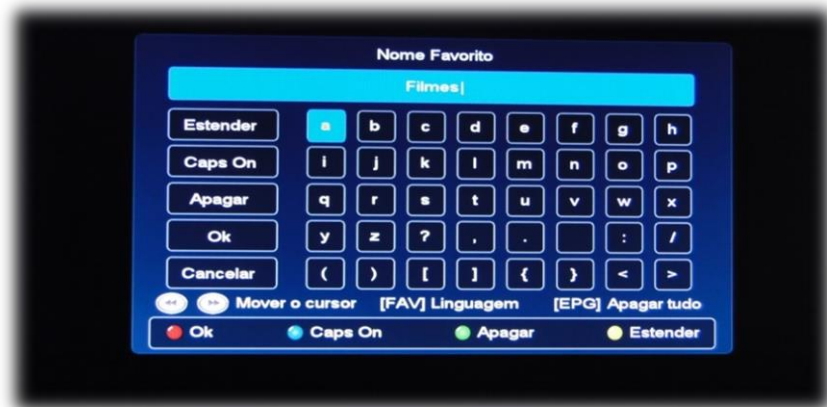 Nome Favorito
Filmes|
Estender a b c d e f g h
Caps On i j k l m n o p
Apagar q r s t u v w x
Ok y z ? , . : /
Cancelar ( ) [ ] { } < >
Mover o cursor [FAV] Linguagem [EPG] Apagar tudo
Ok Caps On Apagar Estender